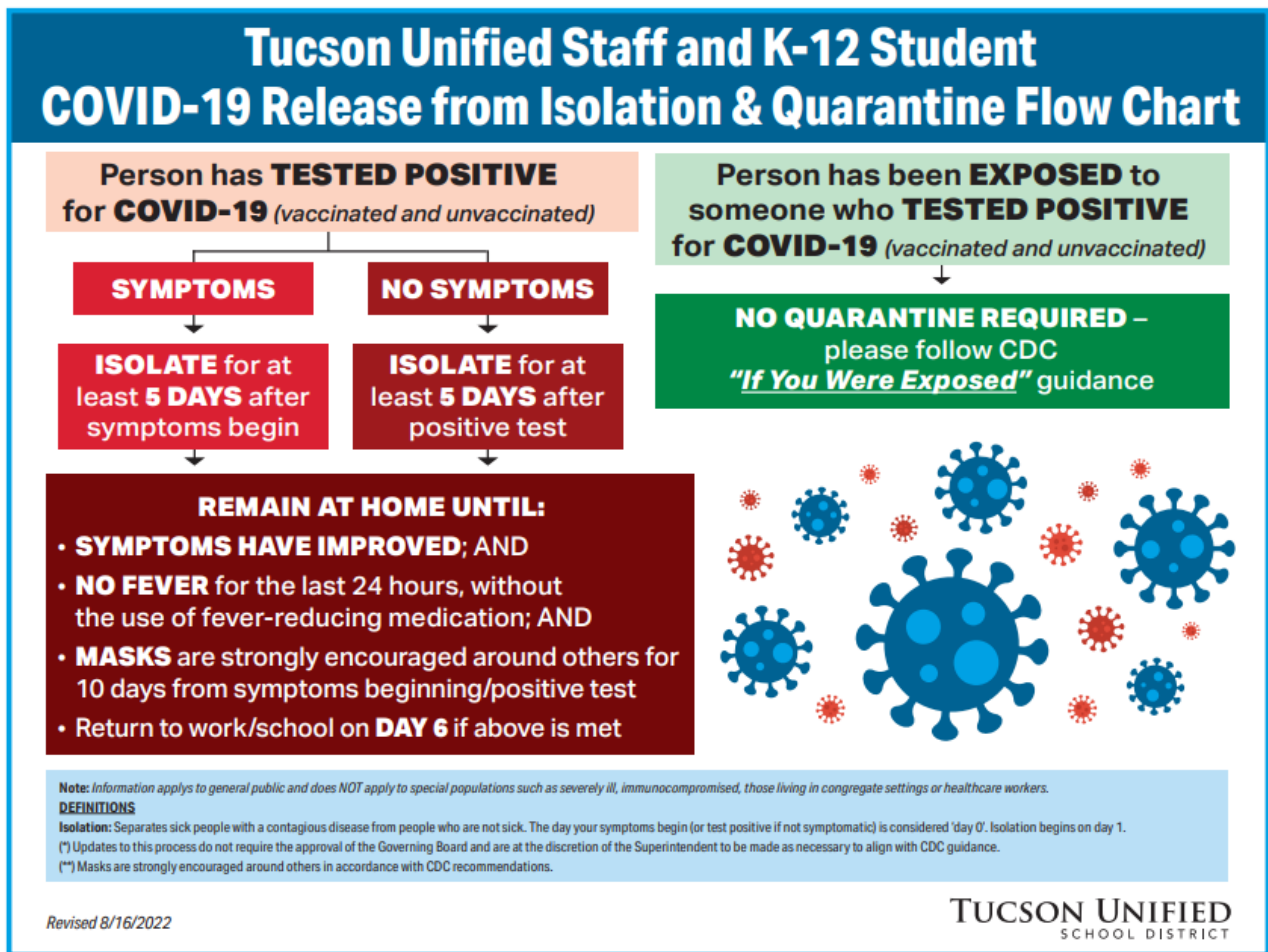 Tucson Unified Staff and K-12 Student
COVID-19 Release from Isolation & Quarantine Flow Chart
Person has TESTED POSITIVE
for COVID-19 (vaccinated and unvaccinated)
SYMPTOMS
NO SYMPTOMS
ISOLATE for at
least 5 DAYS after
symptoms begin
ISOLATE for at
least 5 DAYS after
positive test
REMAIN AT HOME UNTIL:
• SYMPTOMS HAVE IMPROVED; AND
• NO FEVER for the last 24 hours, without
the use of fever-reducing medication; AND
• MASKS are strongly encouraged around others for
10 days from symptoms beginning/positive test
• Return to work/school on DAY 6 if above is met
Person has been EXPOSED to
someone who TESTED POSITIVE
for COVID-19 (vaccinated and unvaccinated)
NO QUARANTINE REQUIRED –
please follow CDC
“If You Were Exposed” guidance
Note: Information applys to general public and does NOT apply to special populations such as severely ill, immunocompromised, those living in congregate settings or healthcare workers.
DEFINITIONS
Isolation: Separates sick people with a contagious disease from people who are not sick. The day your symptoms begin (or test positive if not symptomatic) is considered 'day 0'. Isolation begins on day 1.
(*) Updates to this process do not require the approval of the Governing Board and are at the discretion of the Superintendent to be made as necessary to align with CDC guidance.
(**) Masks are strongly encouraged around others in accordance with CDC recommendations.
Revised 8/16/2022
TUCSON UNIFIED
SCHOOL DISTRICT